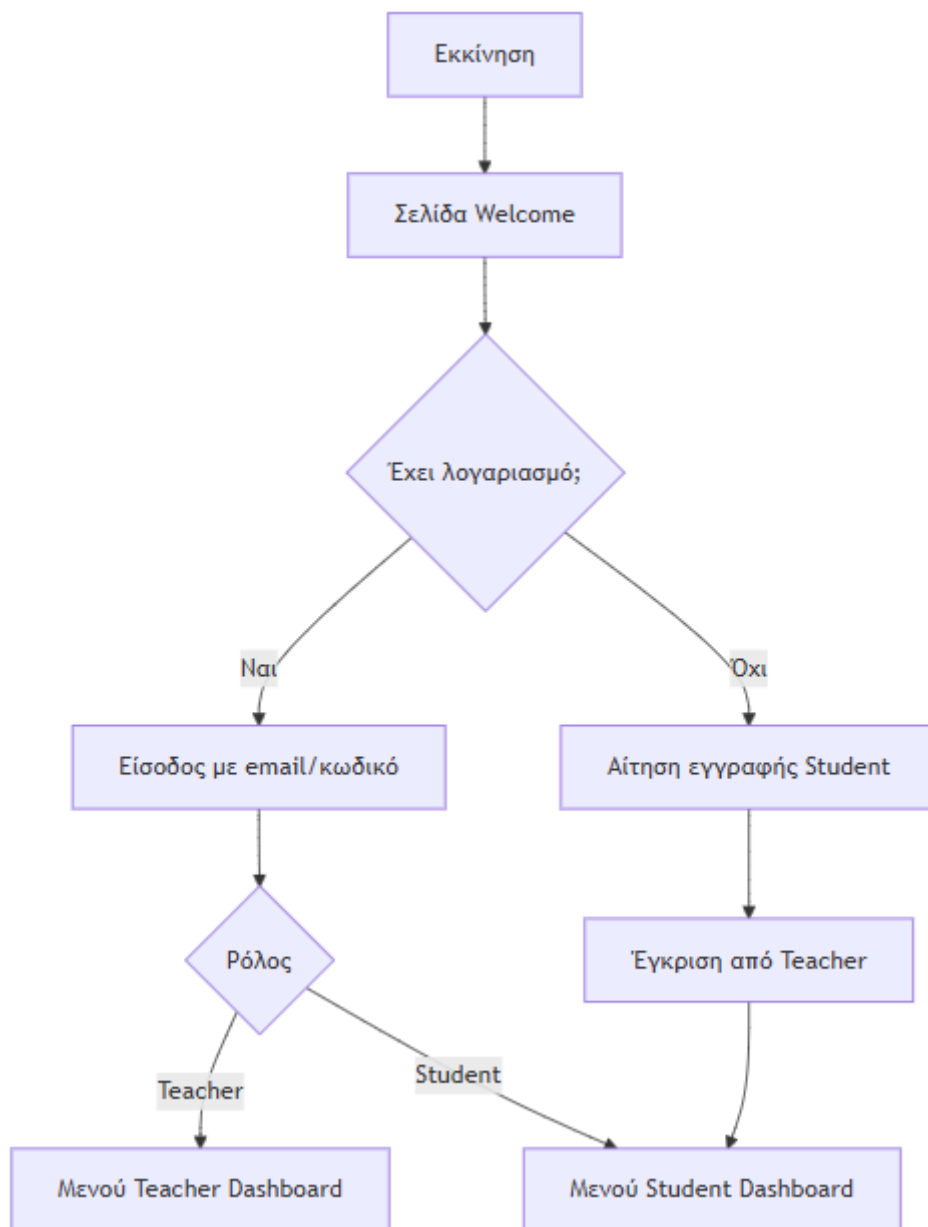 Εκκίνηση
Σελίδα Welcome
Έχει λογαριασμό;
Ναι
Όχι
Είσοδος με email/κωδικό
Αίτηση εγγραφής Student
Ρόλος
Έγκριση από Teacher
Teacher
Student
Μενού Teacher Dashboard
Μενού Student Dashboard